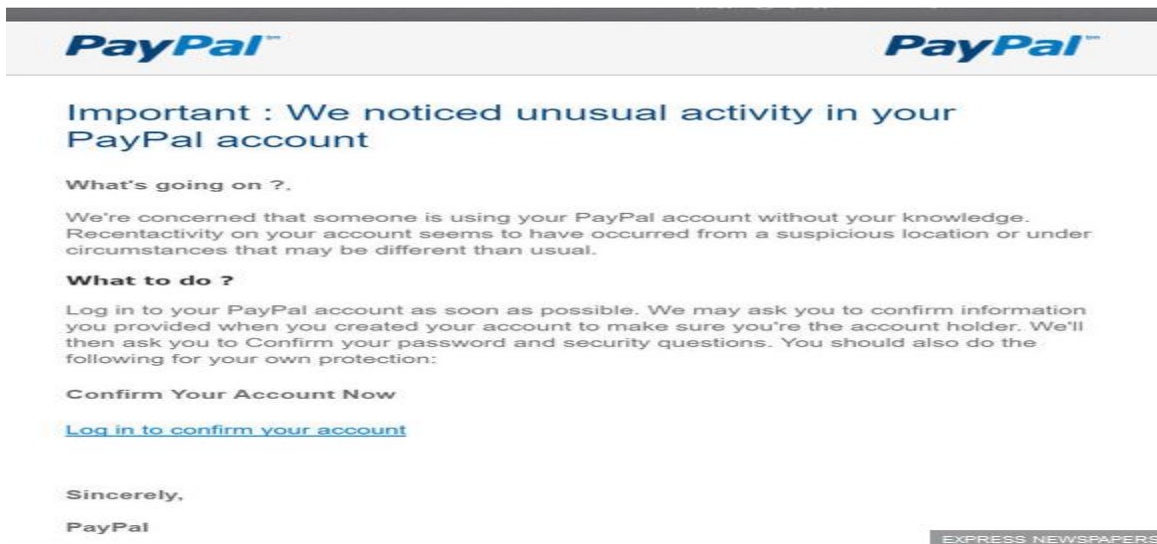 PayPal℠ PayPal℠
Important : We noticed unusual activity in your
PayPal account
What's going on ?.
We're concerned that someone is using your PayPal account without your knowledge.
Recentactivity on your account seems to have occurred from a suspicious location or under
circumstances that may be different than usual.
What to do ?
Log in to your PayPal account as soon as possible. We may ask you to confirm information
you provided when you created your account to make sure you're the account holder. We'll
then ask you to Confirm your password and security questions. You should also do the
following for your own protection:
Confirm Your Account Now
Log in to confirm your account
Sincerely,
PayPal
EXPRESS NEWSPAPERS